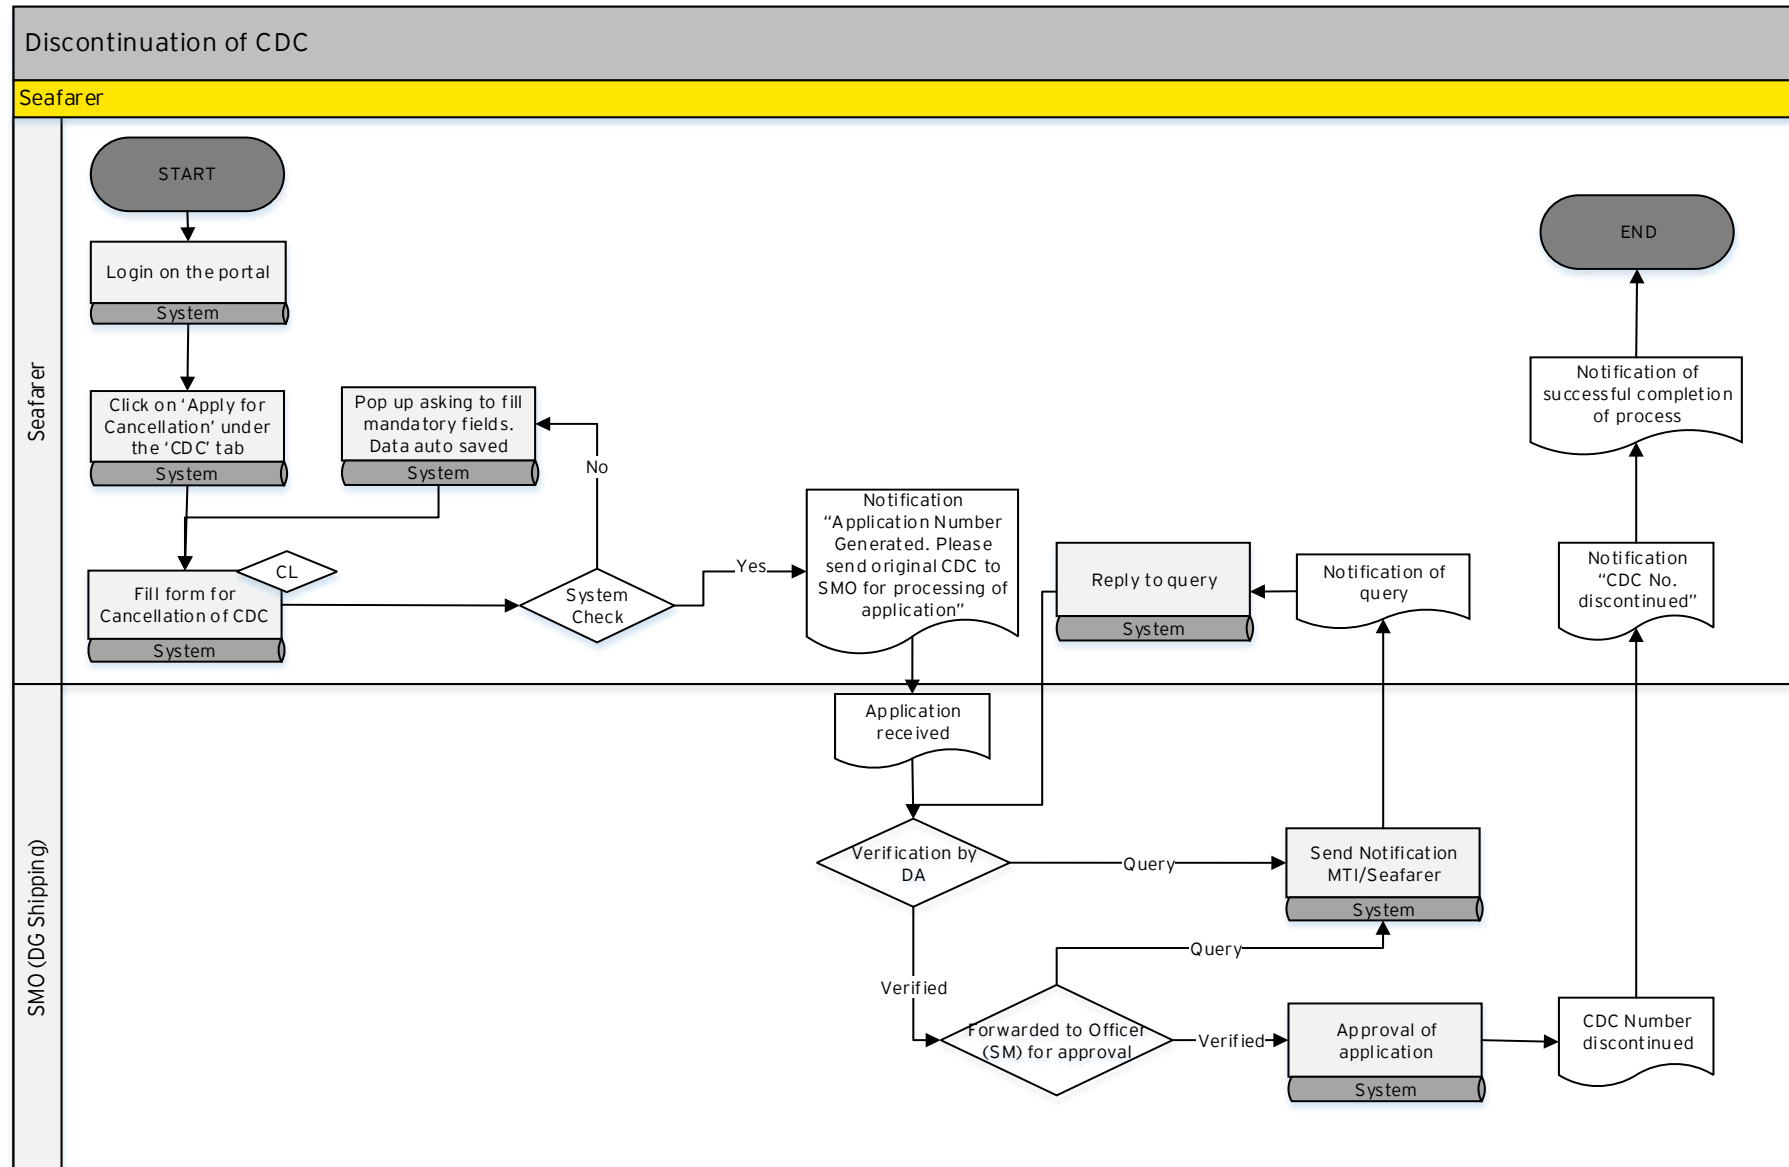 Discontinuation of CDC
Seafarer
Seafarer
START
Login on the portal
System
Click on ‘Apply for
Cancellation’ under
the ‘CDC’ tab
System
Pop up asking to fill
mandatory fields.
Data auto saved
System
No
CL
Fill form for
Cancellation of CDC
System
System
Check
Yes
Notification
“Application Number
Generated. Please
send original CDC to
SMO for processing of
application”
Reply to query
System
Notification of
query
END
Notification of
successful completion
of process
Notification
“CDC No.
discontinued”
SMO (DG Shipping)
Application
received
Verification by
DA
Query
Send Notification
MTI/Seafarer
System
Query
Verified
Forwarded to Officer
(SM) for approval
Verified
Approval of
application
System
CDC Number
discontinued